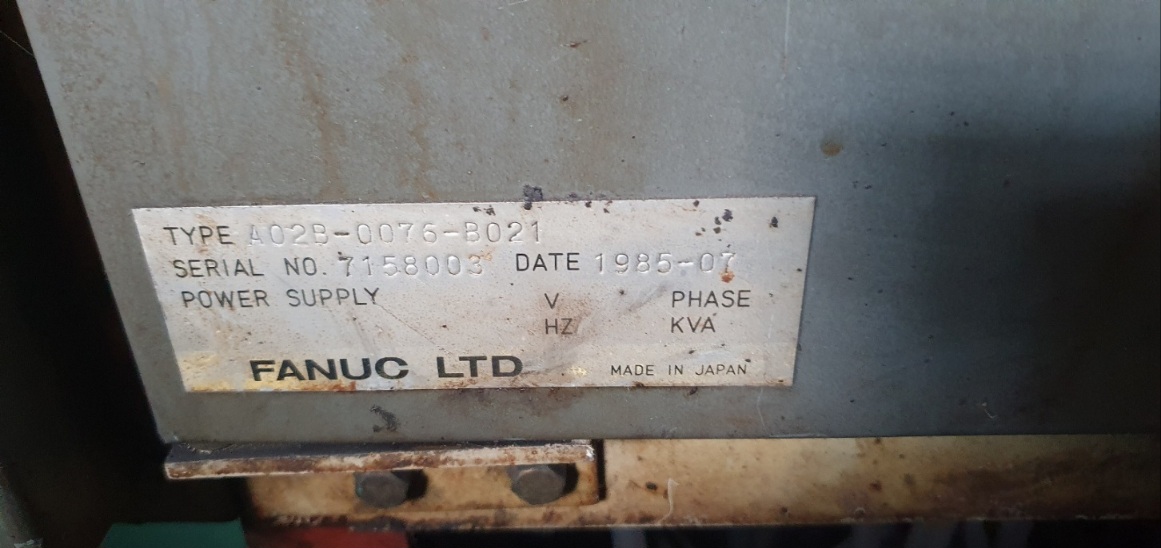 TYPE A02B-0076-B021
SERIAL NO. 7158003 DATE 1985-07
POWER SUPPLY V PHASE
HZ KVA
FANUC LTD MADE IN JAPAN